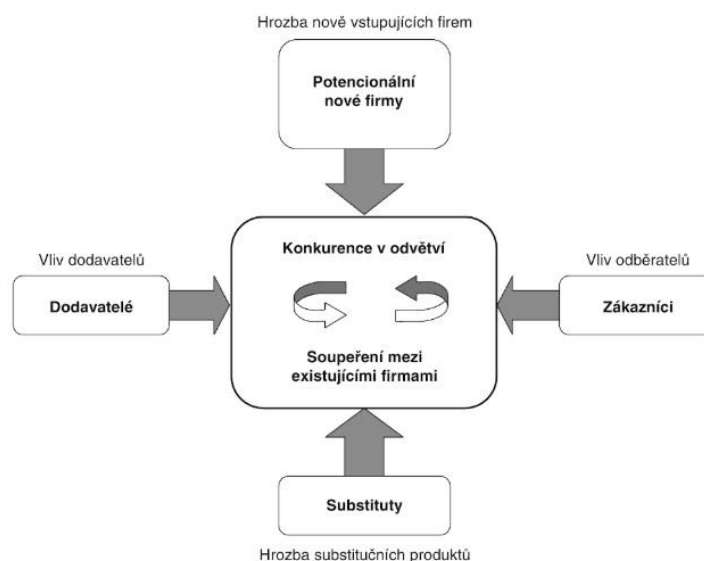 Hrozba nově vstupujících firem
Potencionální
nové firmy
Konkurence v odvětví
Vliv dodavatelů
Dodavatelé
Vliv odběratelů
Zákazníci
Soupeření mezi
existujícími firmami
Substituty
Hrozba substitučních produktů